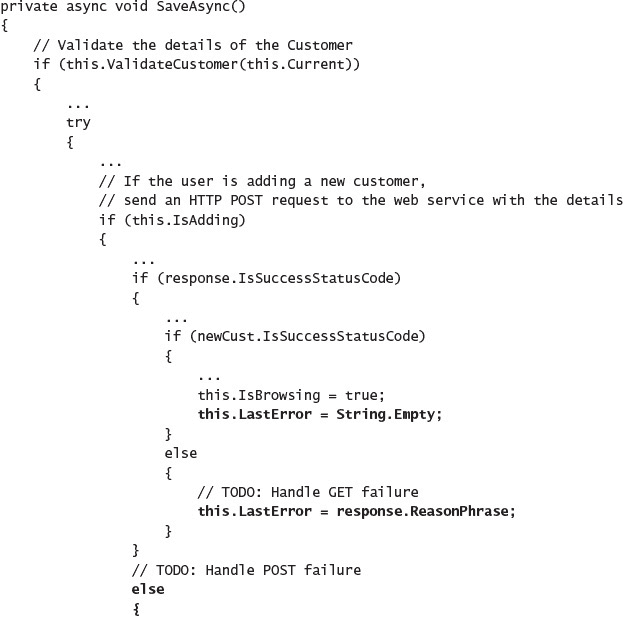 private async void SaveAsync()
{
    // Validate the details of the Customer
    if (this.ValidateCustomer(this.Current))
    {
        ...
        try
        {
            ...
            // If the user is adding a new customer,
            // send an HTTP POST request to the web service with the details
            if (this.IsAdding)
            {
                ...
                if (response.IsSuccessStatusCode)
                {
                    ...
                    if (newCust.IsSuccessStatusCode)
                    {
                        ...
                        this.IsBrowsing = true;
                        this.LastError = String.Empty;
                    }
                    else
                    {
                        // TODO: Handle GET failure
                        this.LastError = response.ReasonPhrase;
                    }
                }
                // TODO: Handle POST failure
                else
                {